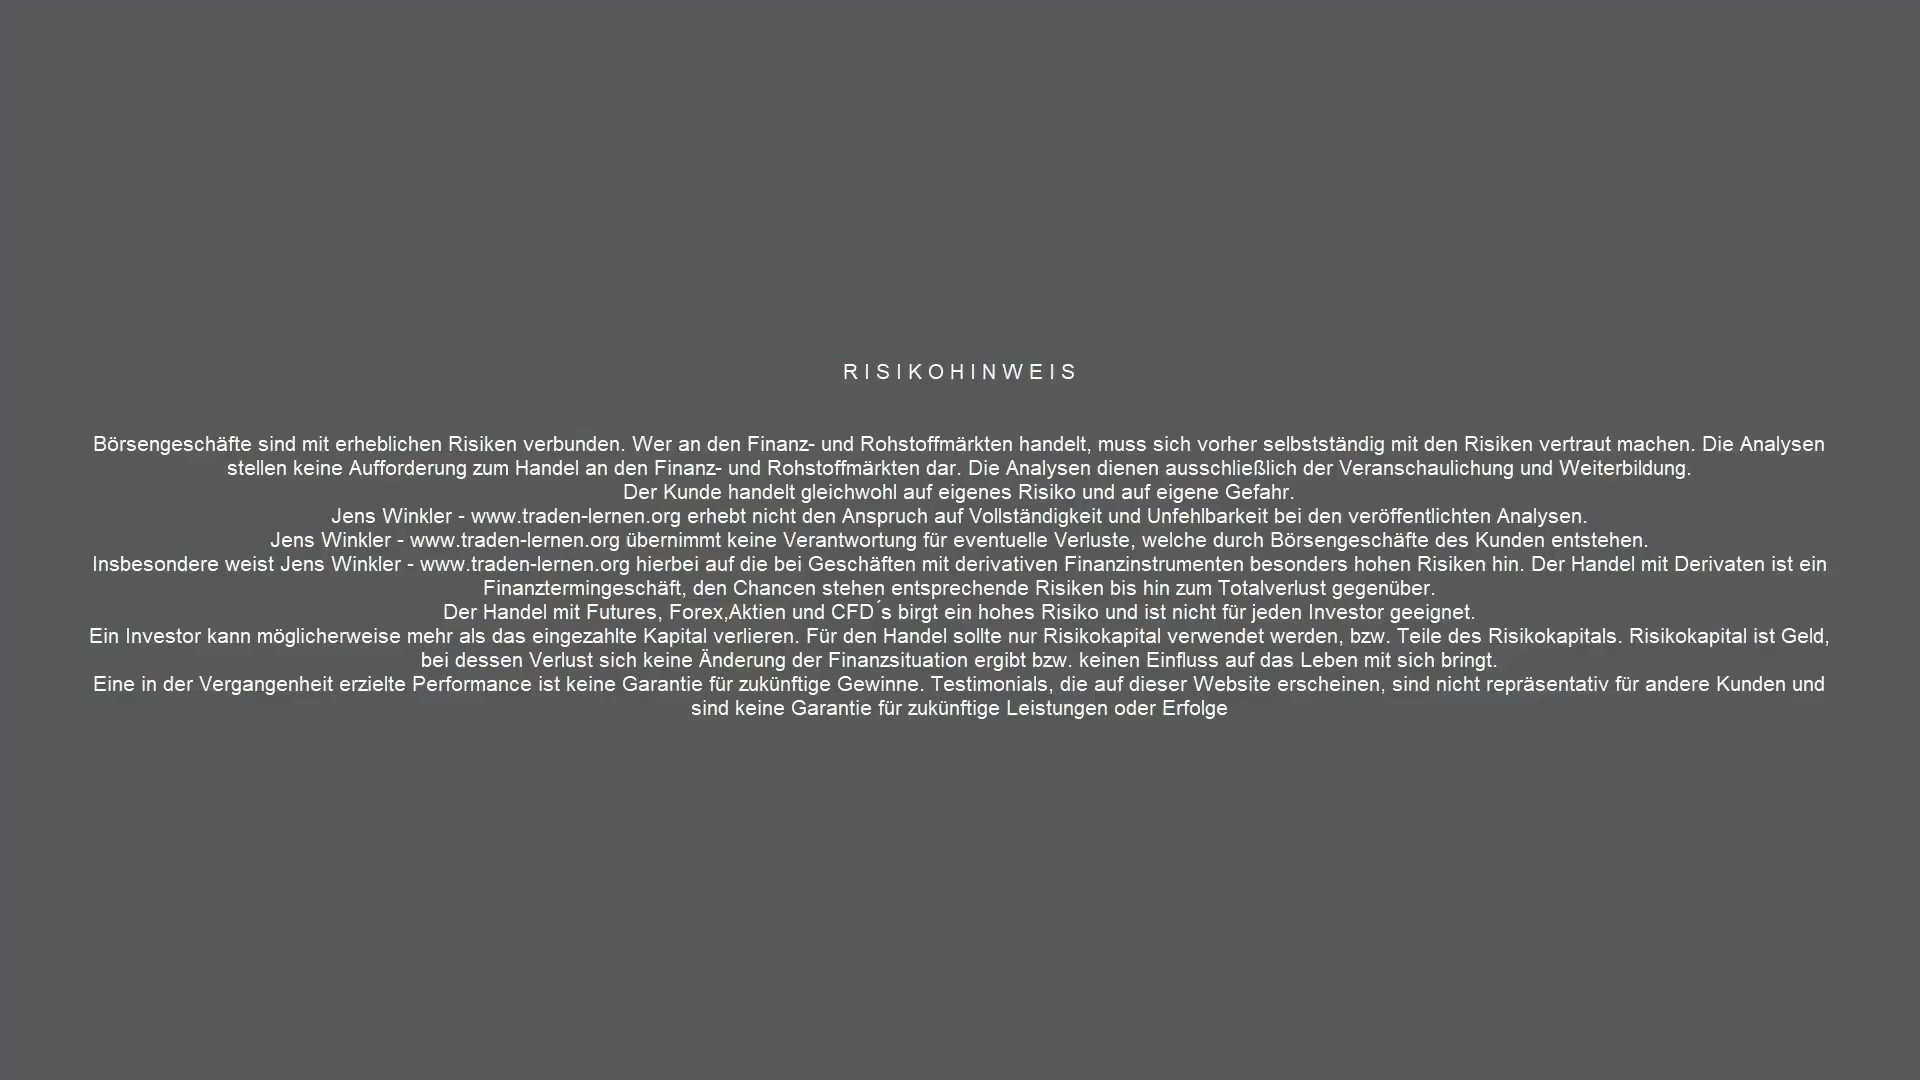 R I S I K O H I N W E I S
Börsengeschäfte sind mit erheblichen Risiken verbunden. Wer an den Finanz- und Rohstoffmärkten handelt, muss sich vorher selbstständig mit den Risiken vertraut machen. Die Analysen
stellen keine Aufforderung zum Handel an den Finanz- und Rohstoffmärkten dar. Die Analysen dienen ausschließlich der Veranschaulichung und Weiterbildung.
Der Kunde handelt gleichwohl auf eigenes Risiko und auf eigene Gefahr.
Jens Winkler - www.traden-lernen.org erhebt nicht den Anspruch auf Vollständigkeit und Unfehlbarkeit bei den veröffentlichten Analysen.
Jens Winkler - www.traden-lernen.org übernimmt keine Verantwortung für eventuelle Verluste, welche durch Börsengeschäfte des Kunden entstehen.
Insbesondere weist Jens Winkler - www.traden-lernen.org hierbei auf die bei Geschäften mit derivativen Finanzinstrumenten besonders hohen Risiken hin. Der Handel mit Derivaten ist ein
Finanztermingeschäft, den Chancen stehen entsprechende Risiken bis hin zum Totalverlust gegenüber.
Der Handel mit Futures, Forex,Aktien und CFD´s birgt ein hohes Risiko und ist nicht für jeden Investor geeignet.
Ein Investor kann möglicherweise mehr als das eingezahlte Kapital verlieren. Für den Handel sollte nur Risikokapital verwendet werden, bzw. Teile des Risikokapitals. Risikokapital ist Geld,
bei dessen Verlust sich keine Änderung der Finanzsituation ergibt bzw. keinen Einfluss auf das Leben mit sich bringt.
Eine in der Vergangenheit erzielte Performance ist keine Garantie für zukünftige Gewinne. Testimonials, die auf dieser Website erscheinen, sind nicht repräsentativ für andere Kunden und
sind keine Garantie für zukünftige Leistungen oder Erfolge